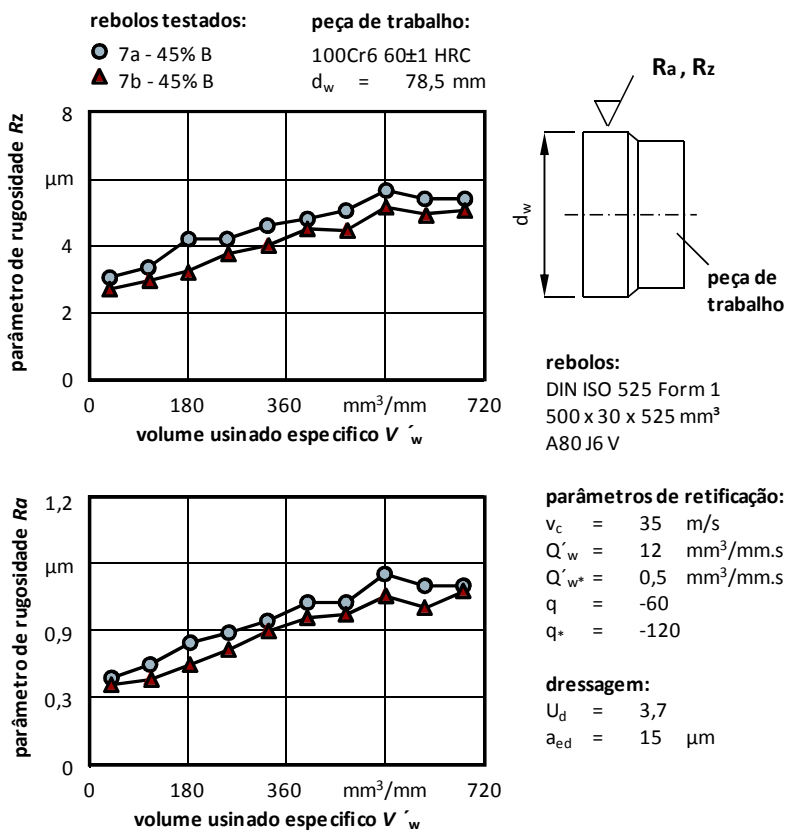 rebolos testados:
7a - 45% B
7b - 45% B
peça de trabalho:
100Cr6 60±1 HRC
d_w = 78,5 mm
parâmetro de rugosidade Rz
8
µm
4
2
0
0 180 360 mm³/mm 720
volume usinado especifico V ´_w
Ra , Rz
d_w
peça de
trabalho
rebolos:
DIN ISO 525 Form 1
500 x 30 x 525 mm³
A80 J6 V
parâmetro de rugosidade Ra
1,2
µm
0,9
0,3
0
0 180 360 mm³/mm 720
volume usinado especifico V ´_w
parâmetros de retificação:
v_c = 35 m/s
Q´_w = 12 mm³/mm.s
Q´_w* = 0,5 mm³/mm.s
q = -60
q* = -120
dressagem:
U_d = 3,7
a_ed = 15 µm